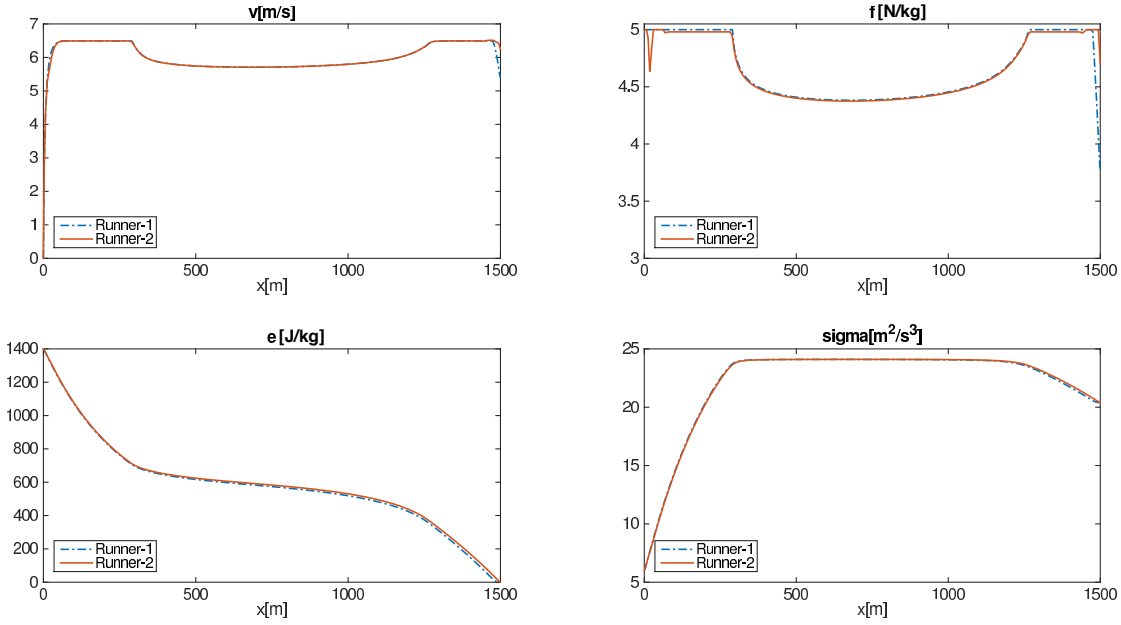 v[m/s]
7
6
5
4
3
2
1
0
Runner-1
Runner-2
0
500
1000
1500
x[m]
f [N/kg]
5
4.5
4
3.5
3
Runner-1
Runner-2
0
500
1000
1500
x[m]
e [J/kg]
1400
1200
1000
800
600
400
200
0
Runner-1
Runner-2
0
500
1000
1500
x[m]
sigma[m²/s³]
25
20
15
10
5
Runner-1
Runner-2
0
500
1000
1500
x[m]